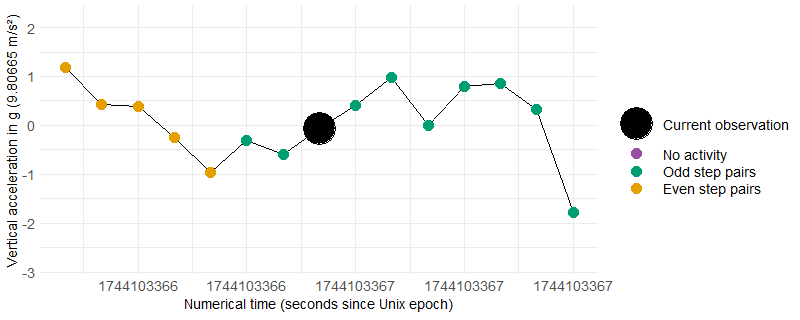 Vertical acceleration in g (9.80665 m/s²)
2
1
0
-1
-2
-3
1744103366
1744103366
1744103367
1744103367
1744103367
Numerical time (seconds since Unix epoch)
Current observation
No activity
Odd step pairs
Even step pairs